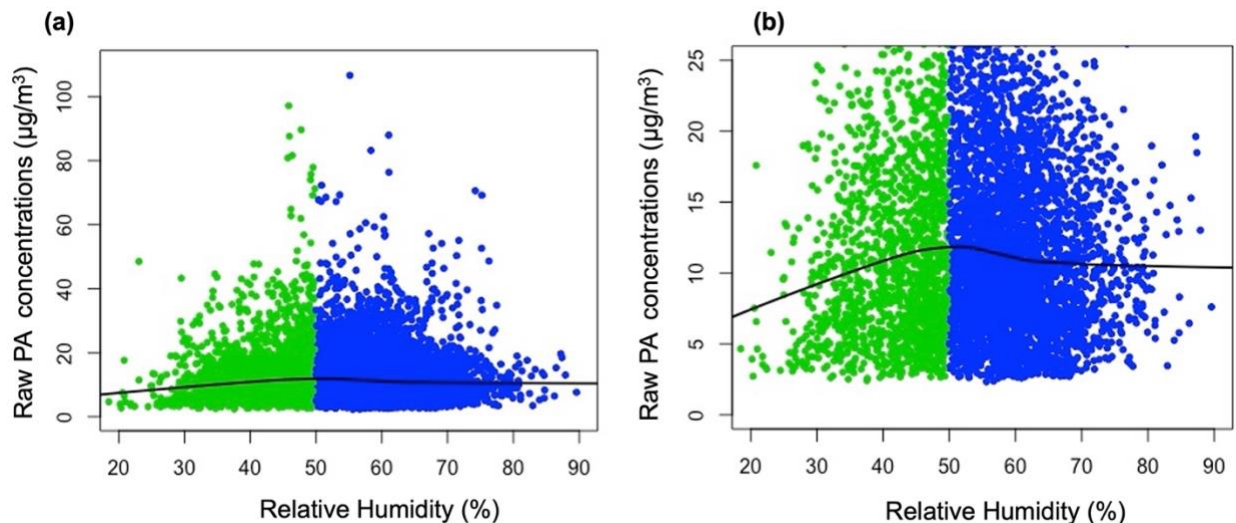 (a)
Raw PA concentrations (µg/m³)
100
80
60
40
20
0
20 30 40 50 60 70 80 90
Relative Humidity (%)
(b)
Raw PA concentrations (µg/m³)
25
20
15
10
5
0
20 30 40 50 60 70 80 90
Relative Humidity (%)